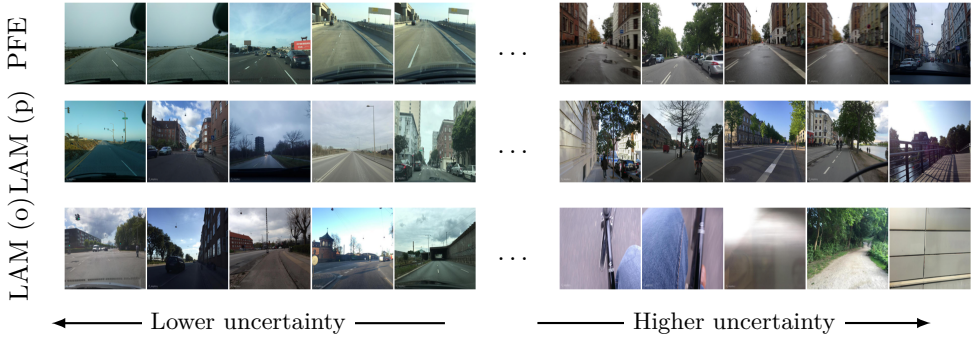 PFE
...
LAM (p)
...
LAM (o)
...
Lower uncertainty
Higher uncertainty